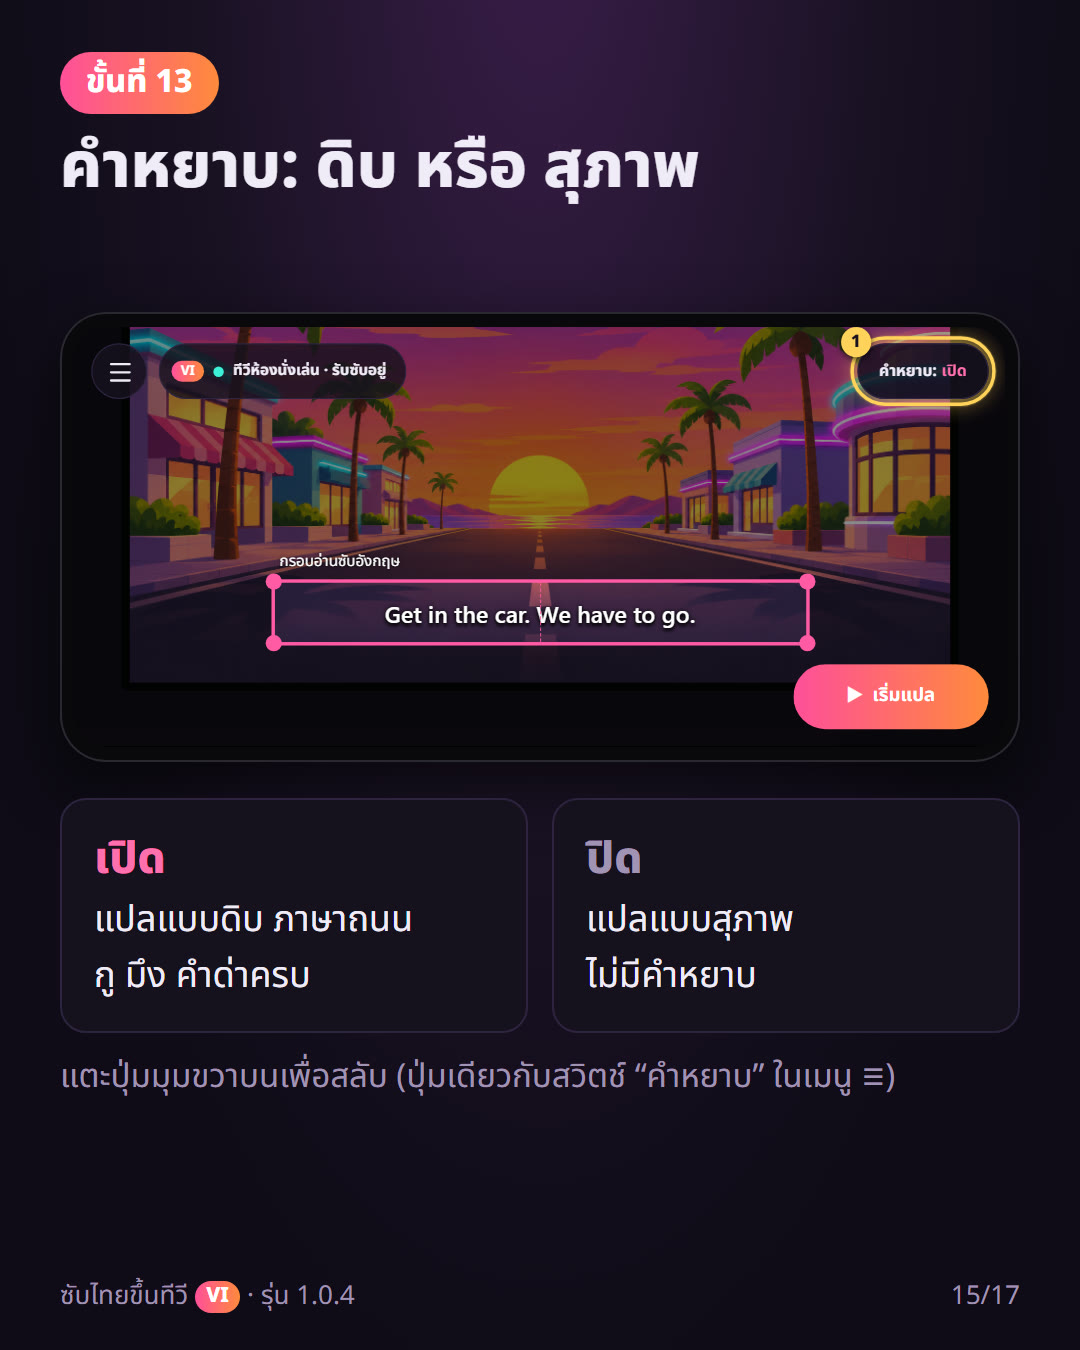 ขั้นที่ 13
คำหยาบ: ดิบ หรือ สุภาพ
VI ทีวีห้องนั่งเล่น · รับซับอยู่
1
คำหยาบ: เปิด
กรอบอ่านซับอังกฤษ
Get in the car. We have to go.
▶ เริ่มแปล
เปิด
แปลแบบดิบ ภาษาถนน
กู มึง คำด่าครบ
ปิด
แปลแบบสุภาพ
ไม่มีคำหยาบ
แตะปุ่มมุมขวาบนเพื่อสลับ (ปุ่มเดียวกับสวิตช์ “คำหยาบ” ในเมนู ≡)
ซับไทยขึ้นทีวี VI · รุ่น 1.0.4
15/17